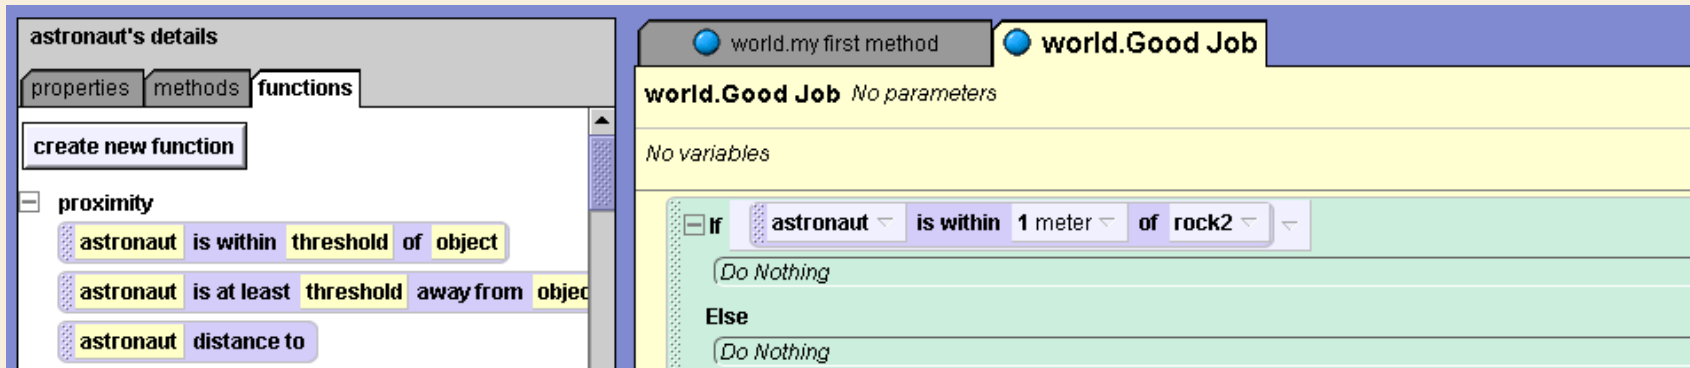 astronaut's details
properties methods functions
create new function
proximity
astronaut is within threshold of object
astronaut is at least threshold away from objec
astronaut distance to
world.my first method world.Good Job
world.Good Job No parameters
No variables
If astronaut is within 1 meter of rock2
Do Nothing
Else
Do Nothing